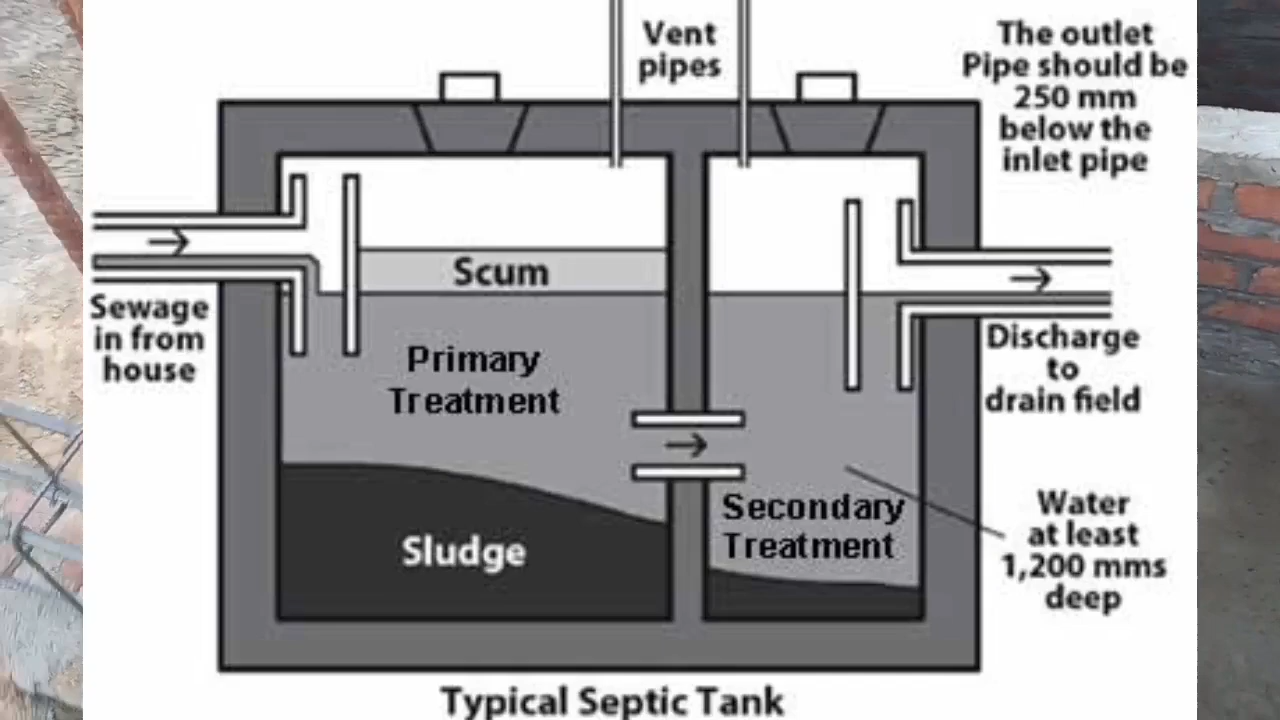 Vent
pipes
The outlet
Pipe should be
250 mm
below the
inlet pipe
Scum
Sewage
in from
house
Primary
Treatment
Discharge
to
drain field
Secondary
Treatment
Sludge
Water
at least
1,200 mms
deep
Typical Septic Tank